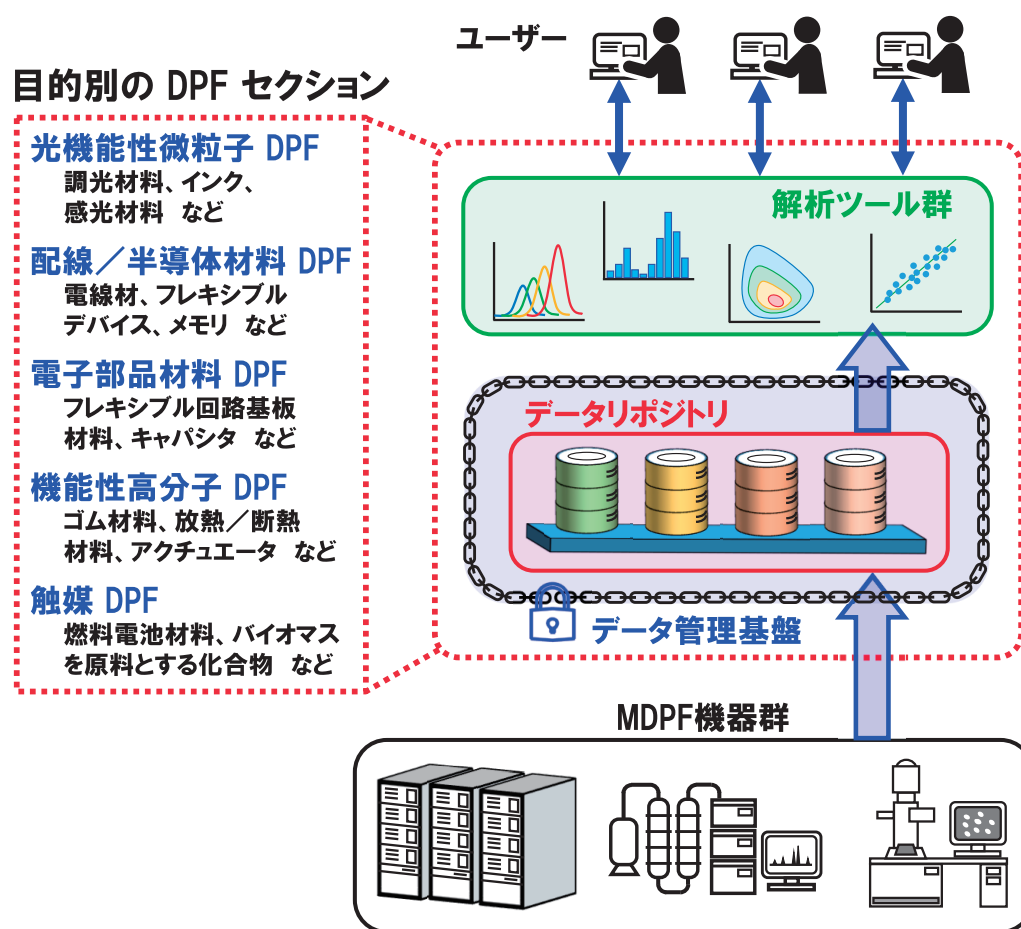 ユーザー
目的別の DPF セクション
光機能性微粒子 DPF
調光材料、インク、
感光材料 など
配線／半導体材料 DPF
電線材、フレキシブル
デバイス、メモリ など
電子部品材料 DPF
フレキシブル回路基板
材料、キャパシタ など
機能性高分子 DPF
ゴム材料、放熱／断熱
材料、アクチュエータ など
触媒 DPF
燃料電池材料、バイオマス
を原料とする化合物 など
解析ツール群
データリポジトリ
データ管理基盤
MDPF機器群